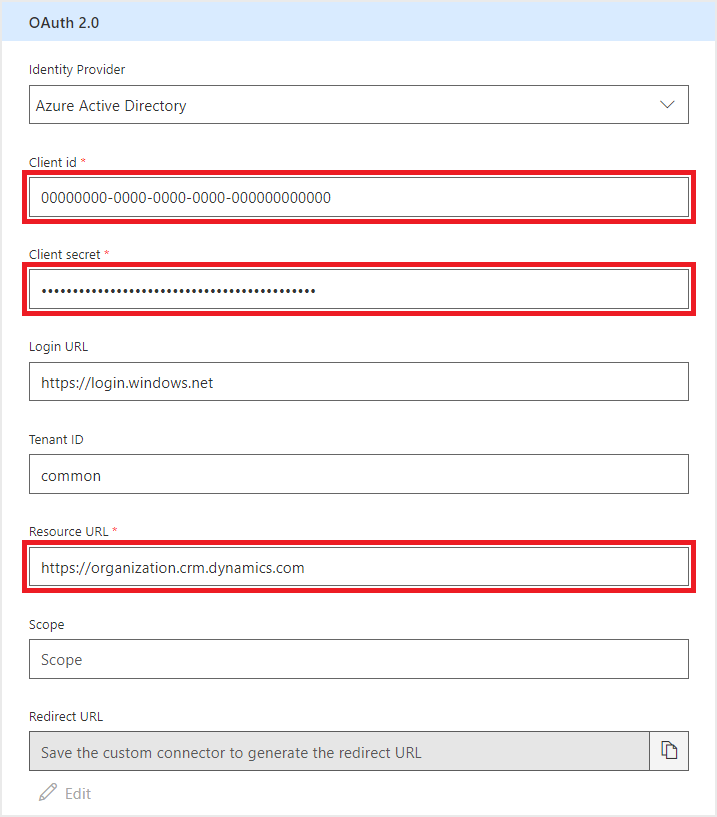 OAuth 2.0
Identity Provider
Azure Active Directory
Client id *
00000000-0000-0000-0000-000000000000
Client secret *
••••••••••••••••••••••••••••••••••••••••••••
Login URL
https://login.windows.net
Tenant ID
common
Resource URL *
https://organization.crm.dynamics.com
Scope
Scope
Redirect URL
Save the custom connector to generate the redirect URL
Edit